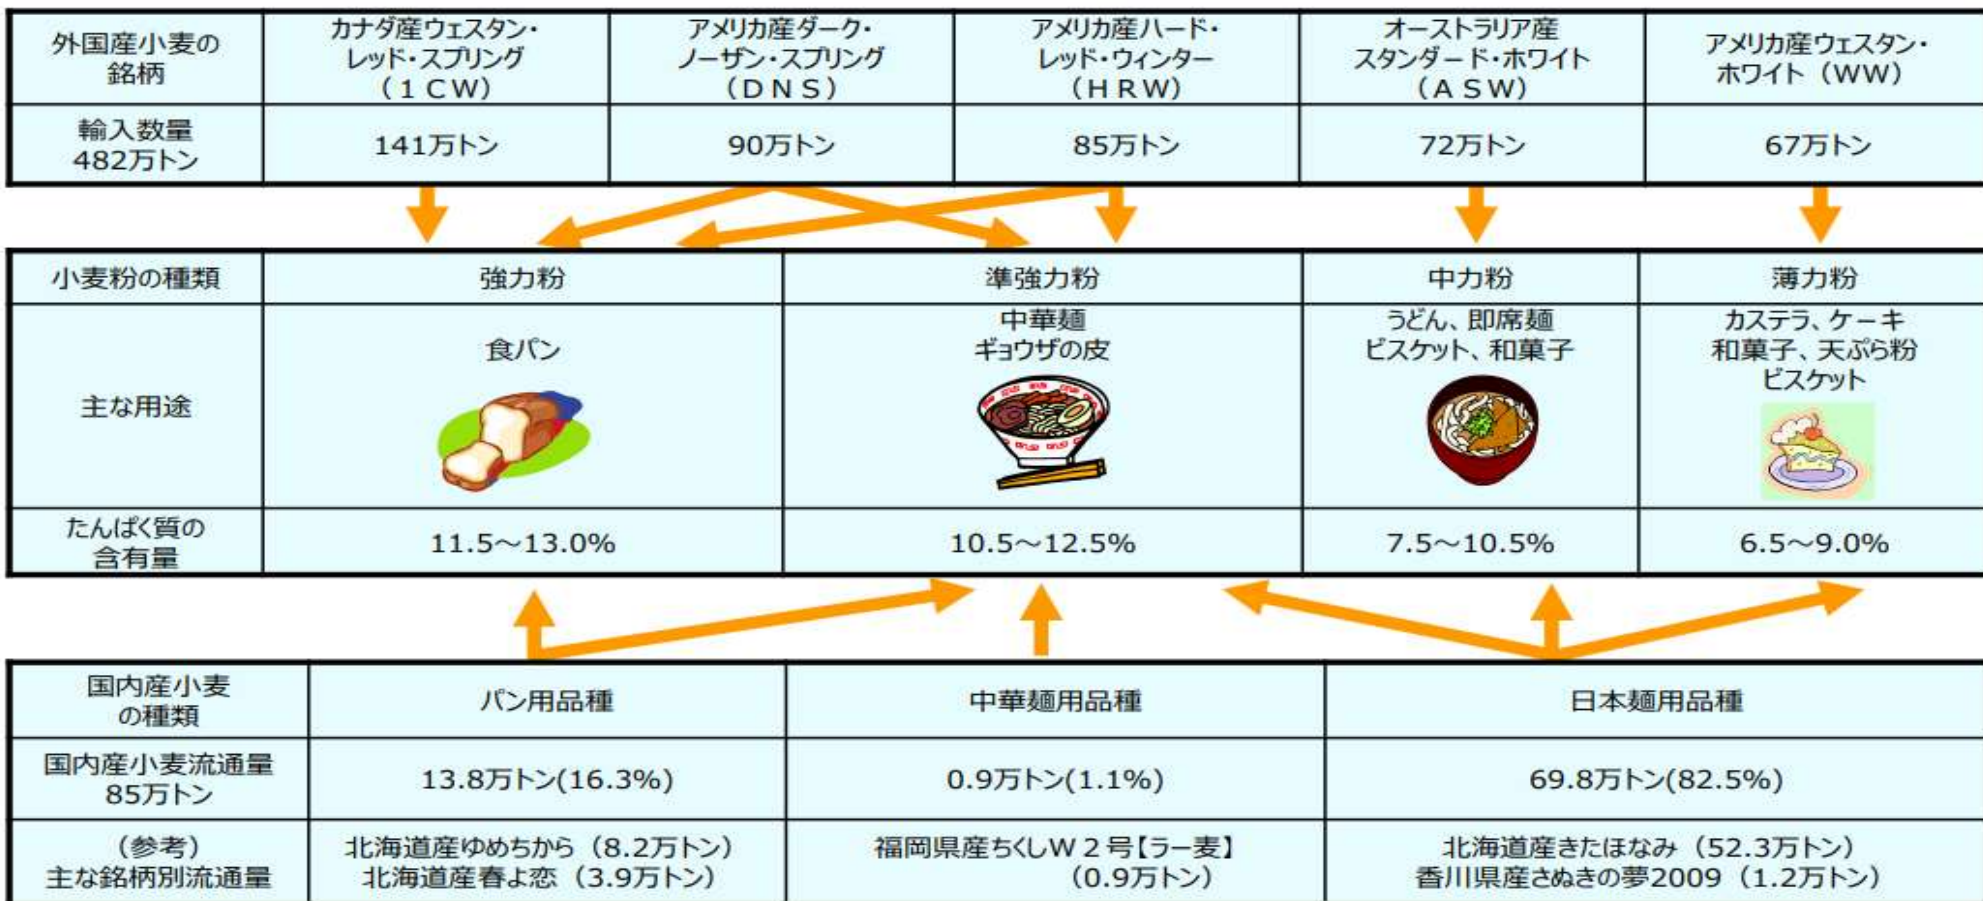 外国産小麦の
銘柄
カナダ産ウェスタン・
レッド・スプリング
(1CW)
アメリカ産ダーク・
ノーザン・スプリング
(DNS)
アメリカ産ハード・
レッド・ウィンター
(HRW)
オーストラリア産
スタンダード・ホワイト
(ASW)
アメリカ産ウェスタン・
ホワイト(WW)
輸入数量
482万トン
141万トン
90万トン
85万トン
72万トン
67万トン
小麦粉の種類
強力粉
準強力粉
中力粉
薄力粉
主な用途
食パン
中華麺
ギョウザの皮
うどん、即席麺
ビスケット、和菓子
カステラ、ケーキ
和菓子、天ぷら粉
ビスケット
たんぱく質の
含有量
11.5～13.0%
10.5～12.5%
7.5～10.5%
6.5～9.0%
国内産小麦
の種類
パン用品種
中華麺用品種
日本麺用品種
国内産小麦流通量
85万トン
13.8万トン(16.3%)
0.9万トン(1.1%)
69.8万トン(82.5%)
(参考)
主な銘柄別流通量
北海道産ゆめちから(8.2万トン)
北海道産春よ恋(3.9万トン)
福岡県産ちくしW2号【ラー麦】
(0.9万トン)
北海道産きたほなみ(52.3万トン)
香川県産さぬきの夢2009(1.2万トン)